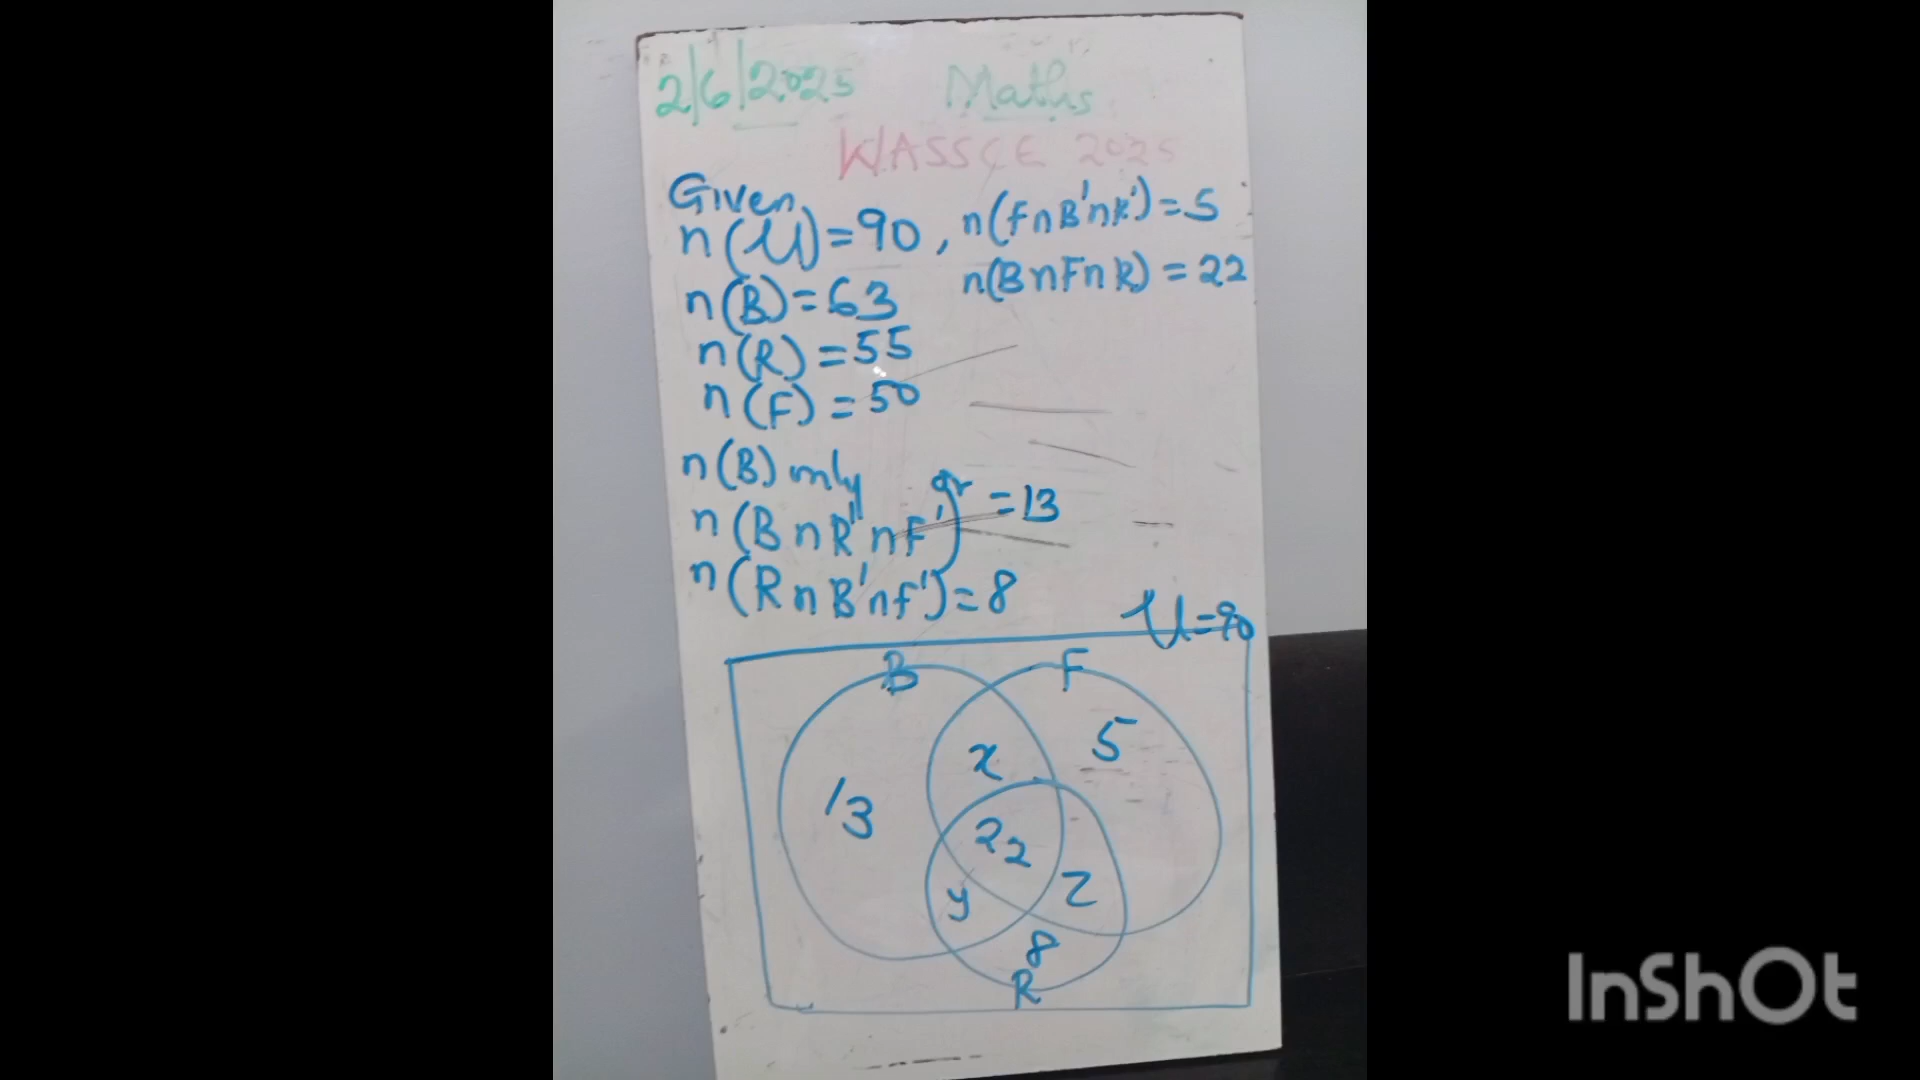 2/6/2025 Maths
WASSCE 2025
Given,
n(U)=90, n(F∩B'∩R')=5
n(B)=63 n(B∩F∩R)=22
n(R)=55
n(F)=50
n(B) only or
n(B∩R'∩F') =13
n(R∩B'∩F')=8
U=90
B F
x 5
13
22
y z
8
R
InShOt